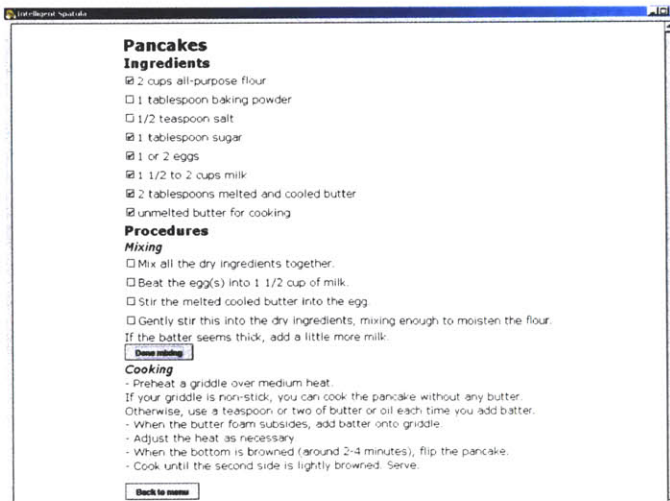 Intelligent Spatula
Pancakes
Ingredients
☑ 2 cups all-purpose flour
☐ 1 tablespoon baking powder
☐ 1/2 teaspoon salt
☑ 1 tablespoon sugar
☑ 1 or 2 eggs
☑ 1 1/2 to 2 cups milk
☑ 2 tablespoons melted and cooled butter
☑ unmelted butter for cooking
Procedures
Mixing
☐ Mix all the dry ingredients together.
☐ Beat the egg(s) into 1 1/2 cup of milk.
☐ Stir the melted cooled butter into the egg.
☐ Gently stir this into the dry ingredients, mixing enough to moisten the flour.
If the batter seems thick, add a little more milk.
Done mixing
Cooking
- Preheat a griddle over medium heat.
If your griddle is non-stick, you can cook the pancake without any butter.
Otherwise, use a teaspoon or two of butter or oil each time you add batter.
- When the butter foam subsides, add batter onto griddle.
- Adjust the heat as necessary
- When the bottom is browned (around 2-4 minutes), flip the pancake.
- Cook until the second side is lightly browned. Serve.
Back to menu